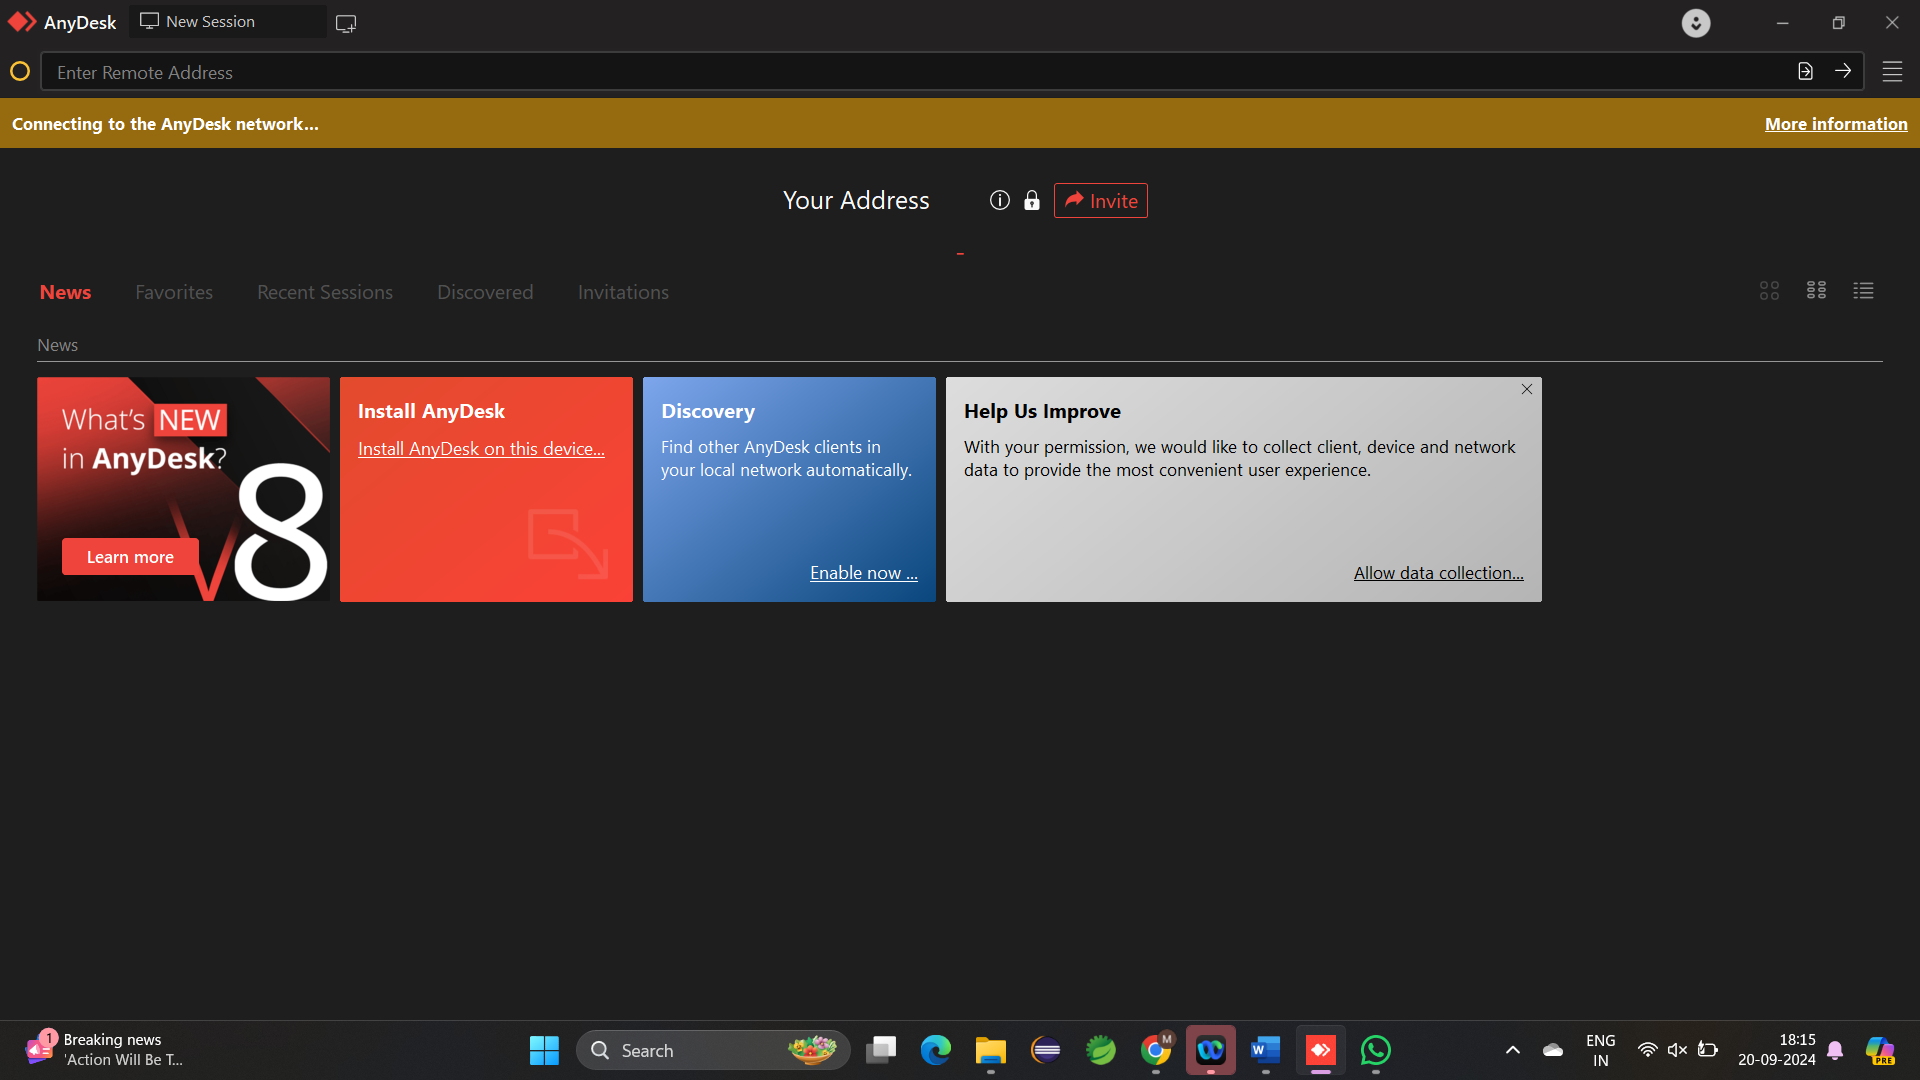 AnyDesk
New Session
Enter Remote Address
Connecting to the AnyDesk network...
More information
Your Address
Invite
News
Favorites
Recent Sessions
Discovered
Invitations
News
What's NEW
in AnyDesk?
V8
Learn more
Install AnyDesk
Install AnyDesk on this device...
Discovery
Find other AnyDesk clients in
your local network automatically.
Enable now ...
Help Us Improve
With your permission, we would like to collect client, device and network
data to provide the most convenient user experience.
Allow data collection...
1
Breaking news
'Action Will Be T...
Search
M
W
ENG
IN
18:15
20-09-2024
PRE